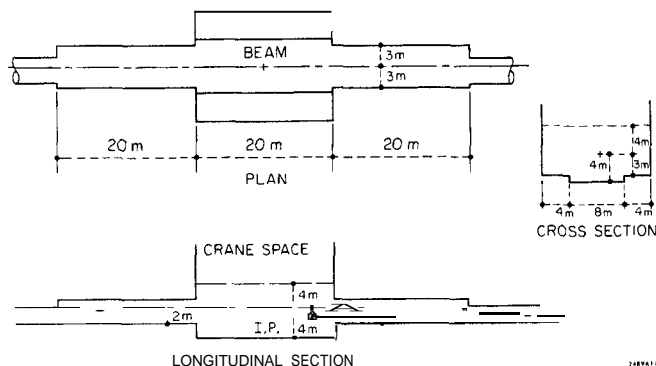 BEAM
3m
3m
20 m
20 m
20 m
PLAN
4m
4m
3m
4m
8m
4m
CROSS SECTION
CRANE SPACE
4m
2m
I.P.
4m
LONGITUDINAL SECTION